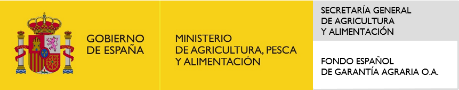 GOBIERNO
DE ESPAÑA
MINISTERIO
DE AGRICULTURA, PESCA
Y ALIMENTACIÓN
SECRETARÍA GENERAL
DE AGRICULTURA
Y ALIMENTACIÓN
FONDO ESPAÑOL
DE GARANTÍA AGRARIA O.A.